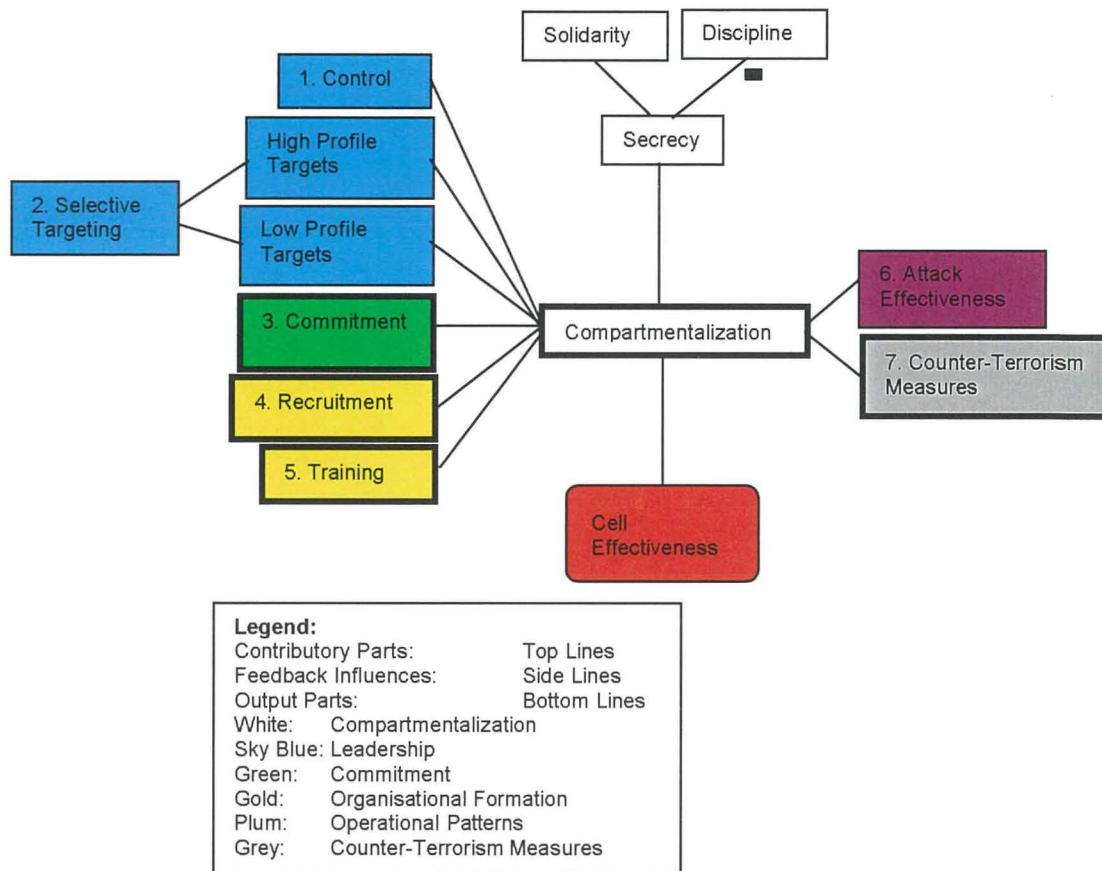 Solidarity
Discipline
1. Control
Secrecy
High Profile
Targets
2. Selective
Targeting
Low Profile
Targets
6. Attack
Effectiveness
3. Commitment
Compartmentalization
7. Counter-Terrorism
Measures
4. Recruitment
5. Training
Cell
Effectiveness
Legend:
Contributory Parts: Top Lines
Feedback Influences: Side Lines
Output Parts: Bottom Lines
White: Compartmentalization
Sky Blue: Leadership
Green: Commitment
Gold: Organisational Formation
Plum: Operational Patterns
Grey: Counter-Terrorism Measures